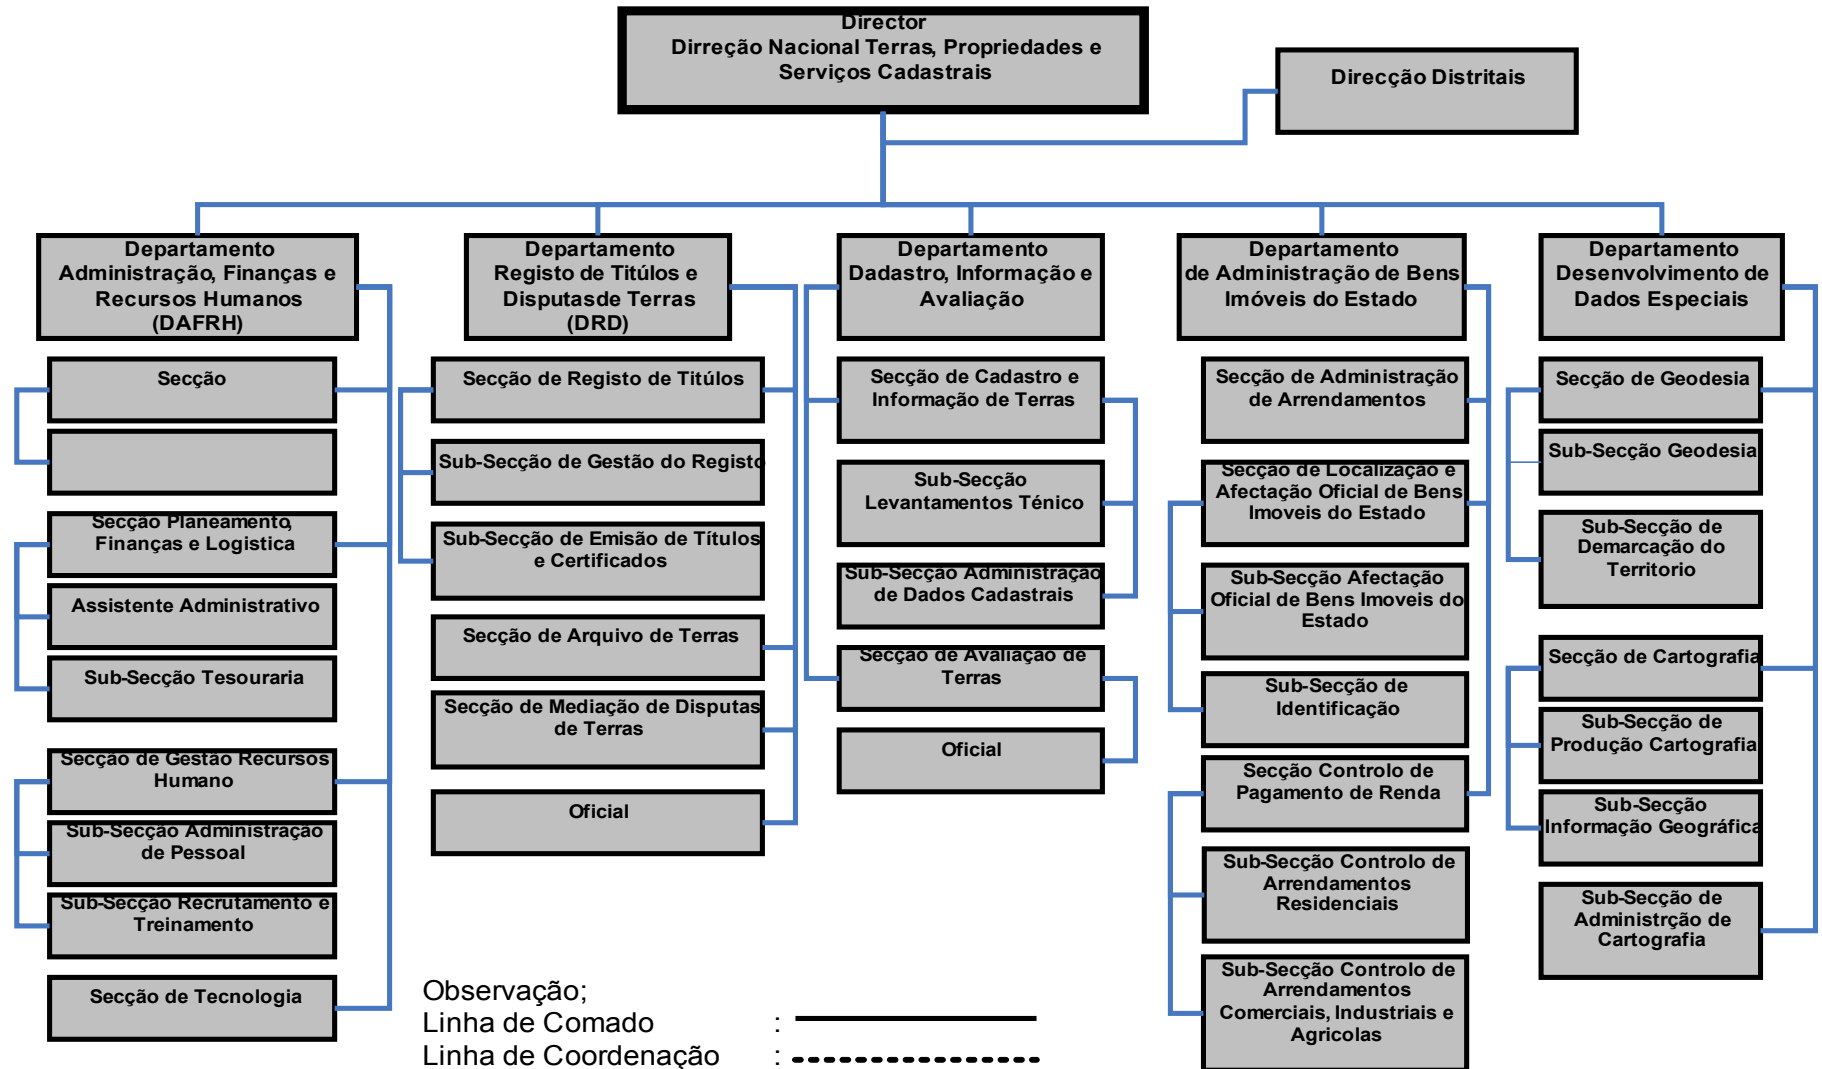 Director
Dirreção Nacional Terras, Propriedades e
Serviços Cadastrais
Direcção Distritais
Departamento
Administração, Finanças e
Recursos Humanos
(DAFRH)
Secção
Secção Planeamento,
Finanças e Logistica
Assistente Administrativo
Sub-Secção Tesouraria
Secção de Gestão Recursos
Humano
Sub-Secção Administração
de Pessoal
Sub-Secção Recrutamento e
Treinamento
Secção de Tecnologia
Departamento
Registo de Titúlos e
Disputasde Terras
(DRD)
Secção de Registo de Titúlos
Sub-Secção de Gestão do Registo
Sub-Secção de Emisão de Títulos
e Certificados
Secção de Arquivo de Terras
Secção de Mediação de Disputas
de Terras
Oficial
Departamento
Dadastro, Informação e
Avaliação
Secção de Cadastro e
Informação de Terras
Sub-Secção
Levantamentos Ténico
Sub-Secção Administração
de Dados Cadastrais
Secção de Avaliação de
Terras
Oficial
Departamento
de Administração de Bens
Imóveis do Estado
Secção de Administração
de Arrendamentos
Secção de Localização e
Afectação Oficial de Bens
Imoveis do Estado
Sub-Secção Afectação
Oficial de Bens Imoveis do
Estado
Sub-Secção de
Identificação
Secção Controlo de
Pagamento de Renda
Sub-Secção Controlo de
Arrendamentos
Residenciais
Sub-Secção Controlo de
Arrendamentos
Comerciais, Industriais e
Agricolas
Departamento
Desenvolvimento de
Dados Especiais
Secção de Geodesia
Sub-Secção Geodesia
Sub-Secção de
Demarcação do
Territorio
Secção de Cartografia
Sub-Secção de
Produção Cartografia
Sub-Secção
Informação Geográfica
Sub-Secção de
Administrção de
Cartografia
Observação;
Linha de Comado :
Linha de Coordenação :